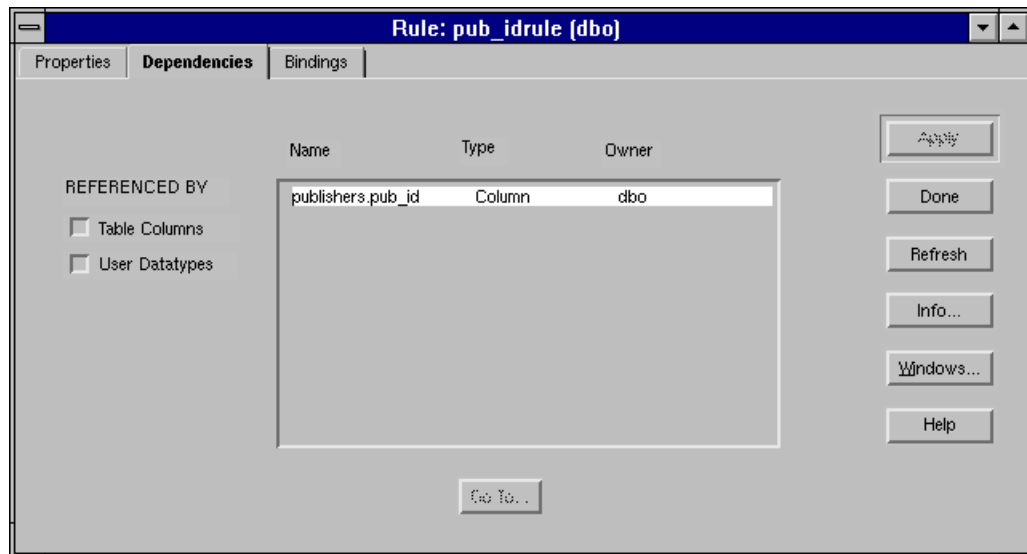 Rule: pub_idrule (dbo)
Properties Dependencies Bindings
Name Type Owner
REFERENCED BY
Table Columns
User Datatypes
publishers.pub_id Column dbo
Apply
Done
Refresh
Info...
Windows...
Help
Go To...